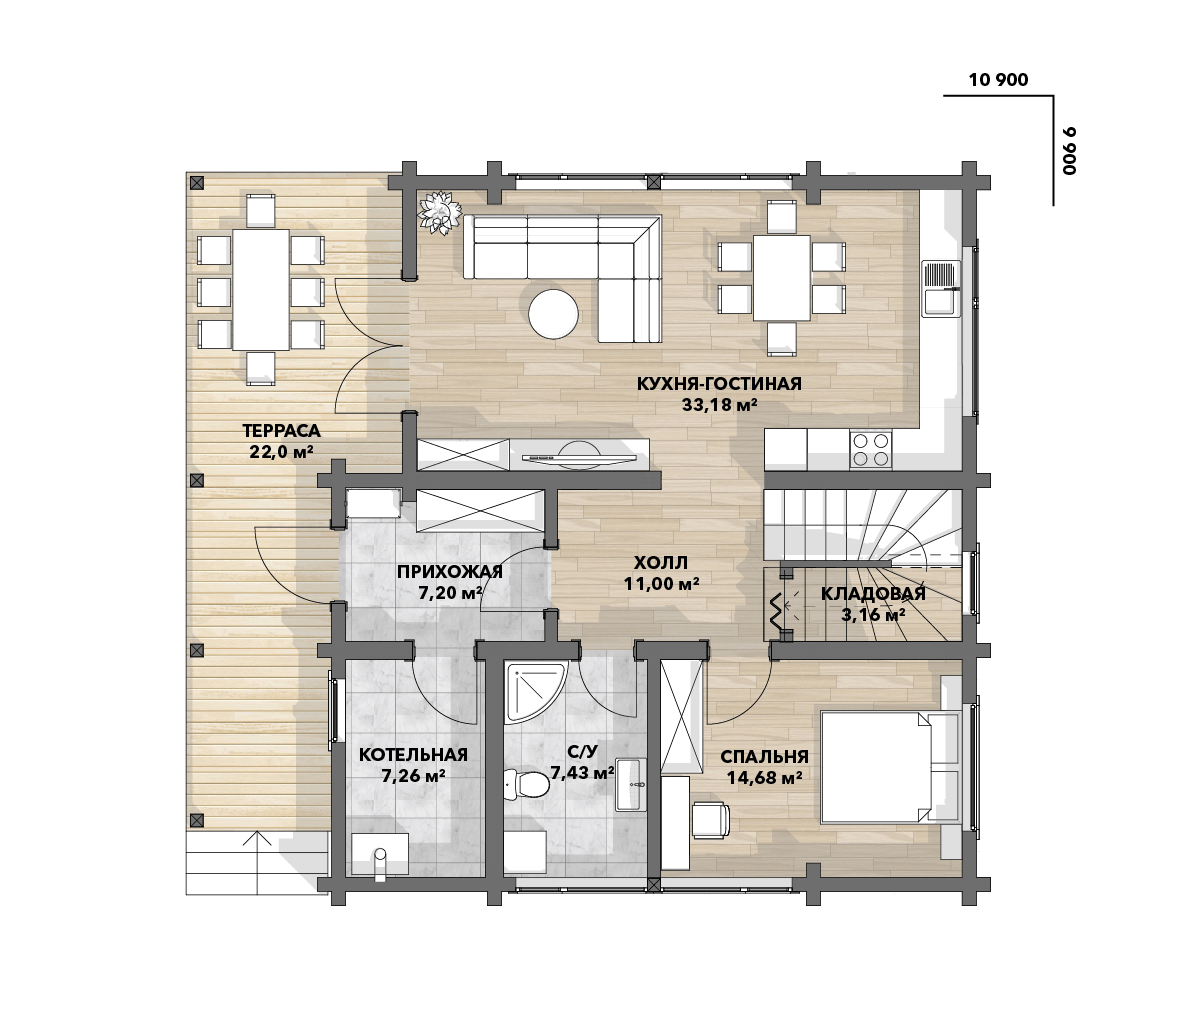 10 900
9 900
КУХНЯ-ГОСТИНАЯ
33,18 м²
ТЕРРАСА
22,0 м²
ХОЛЛ
11,00 м²
ПРИХОЖАЯ
7,20 м²
КЛАДОВАЯ
3,16 м²
КОТЕЛЬНАЯ
7,26 м²
С/У
7,43 м²
СПАЛЬНЯ
14,68 м²